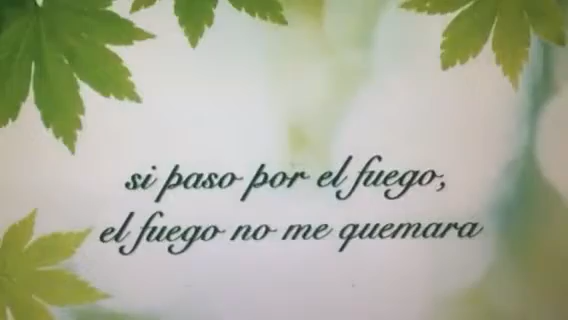 si paso por el fuego,
el fuego no me quemara